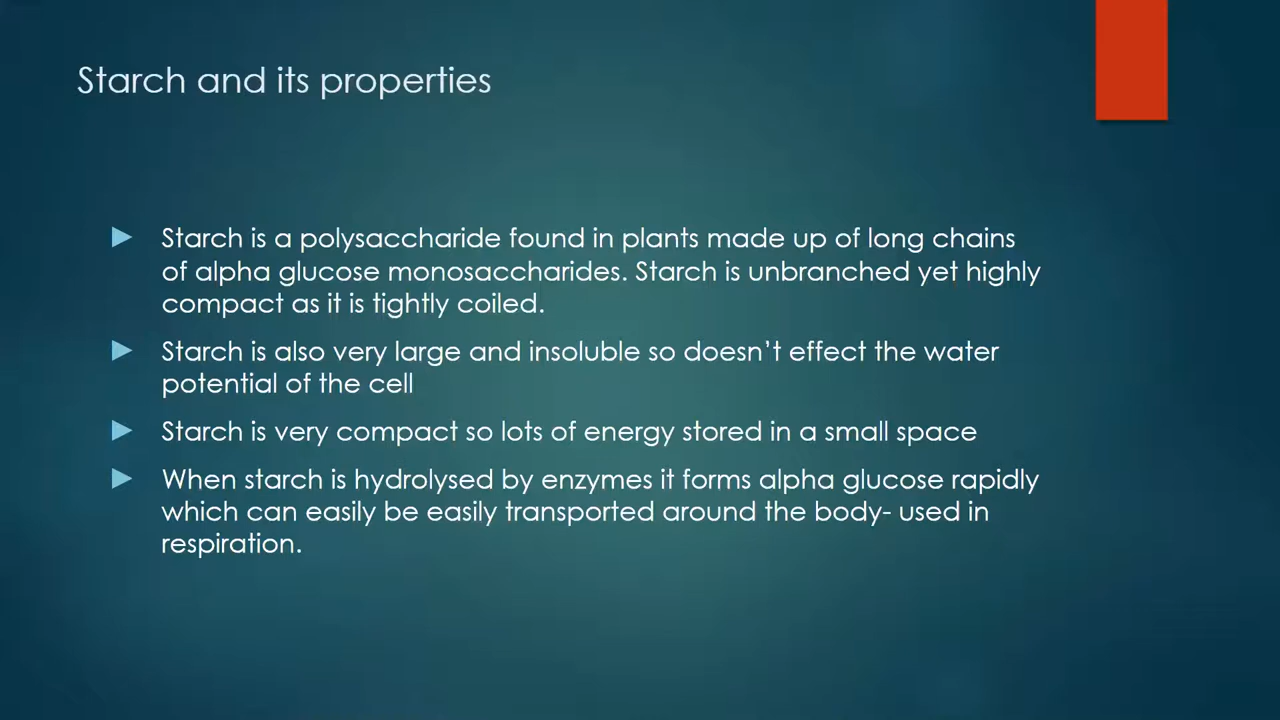 Starch and its properties
Starch is a polysaccharide found in plants made up of long chains
of alpha glucose monosaccharides. Starch is unbranched yet highly
compact as it is tightly coiled.
Starch is also very large and insoluble so doesn't effect the water
potential of the cell
Starch is very compact so lots of energy stored in a small space
When starch is hydrolysed by enzymes it forms alpha glucose rapidly
which can easily be easily transported around the body- used in
respiration.